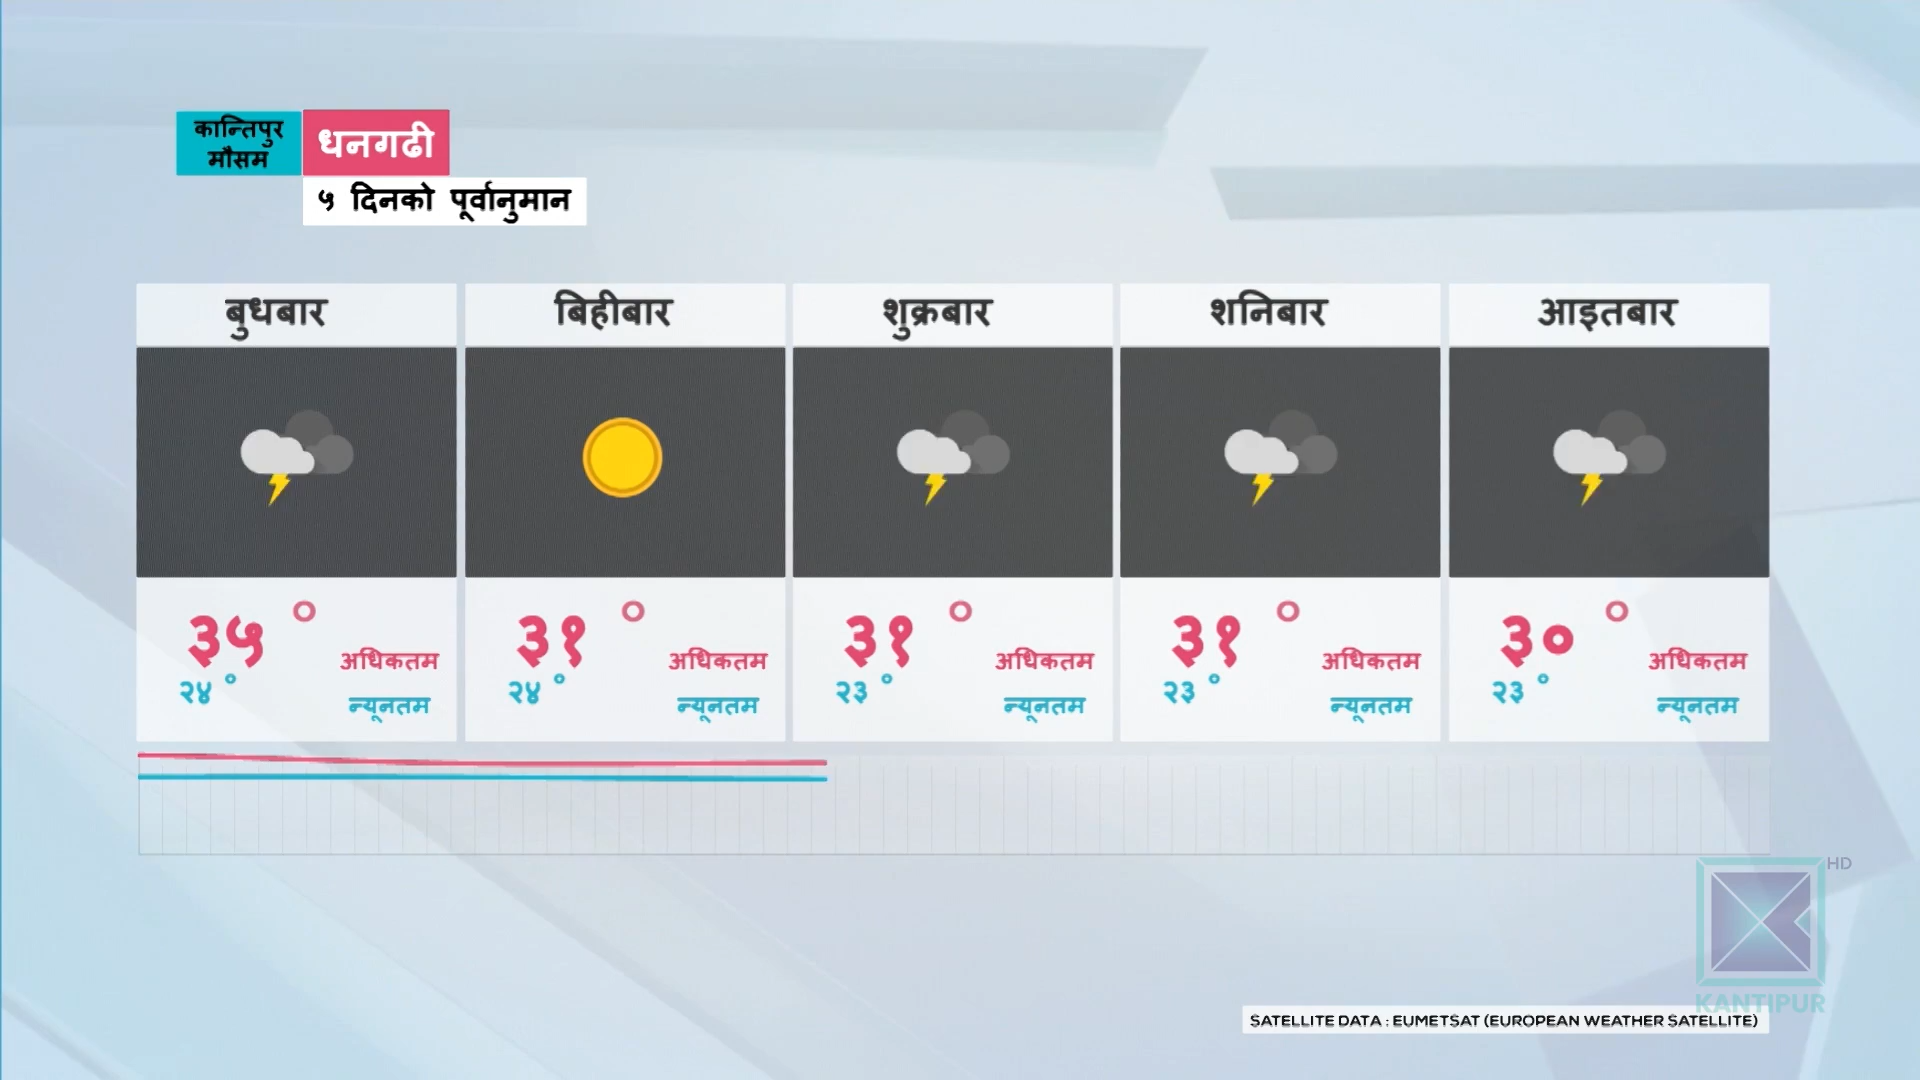 कान्तिपुर
मौसम
धनगढी
५ दिनको पूर्वानुमान
बुधबार
बिहीबार
शुक्रबार
शनिबार
आइतबार
३५°
अधिकतम
२४°
न्यूनतम
३१°
अधिकतम
२४°
न्यूनतम
३१°
अधिकतम
२३°
न्यूनतम
३१°
अधिकतम
२३°
न्यूनतम
३०°
अधिकतम
२३°
न्यूनतम
HD
KANTIPUR
SATELLITE DATA : EUMETSAT (EUROPEAN WEATHER SATELLITE)